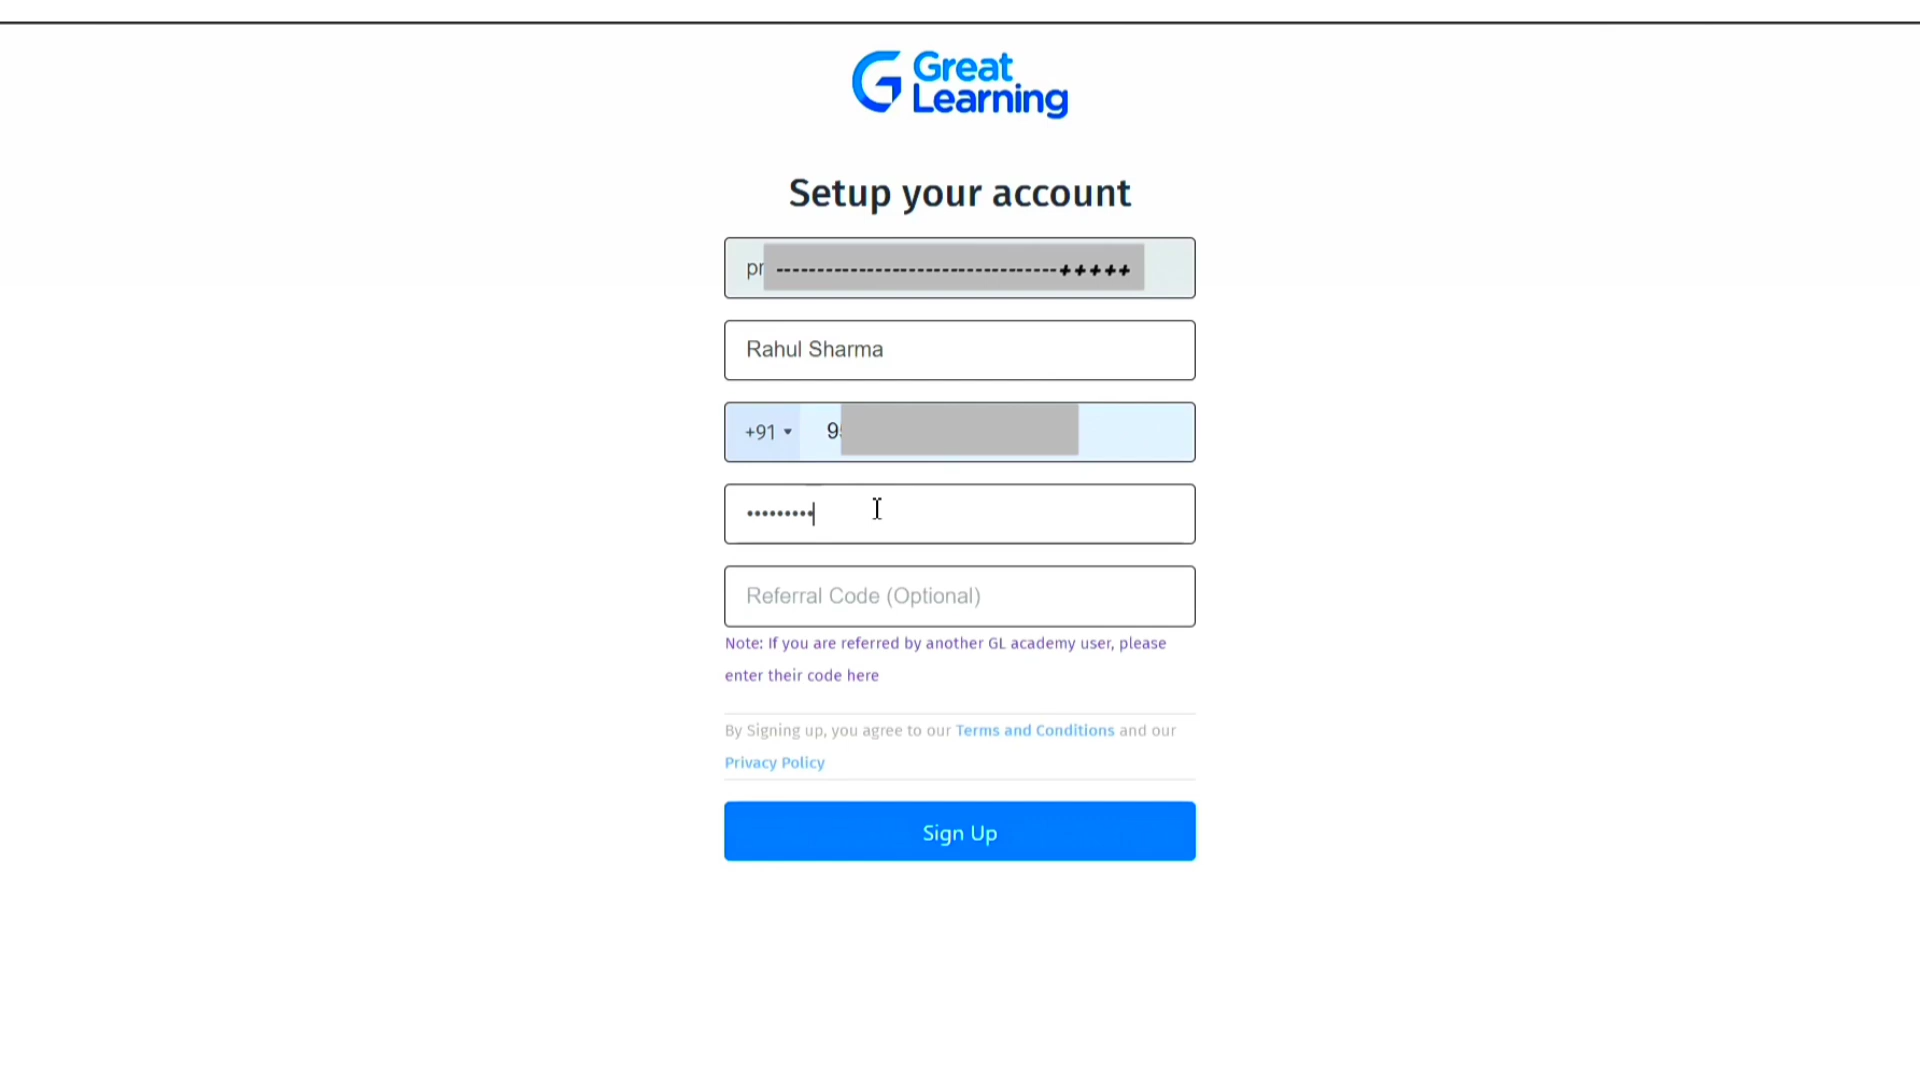 Great
Learning
Setup your account
pr ----------------------------------+++++
Rahul Sharma
+91 9
•••••••••
Referral Code (Optional)
Note: If you are referred by another GL academy user, please
enter their code here
By Signing up, you agree to our Terms and Conditions and our
Privacy Policy
Sign Up